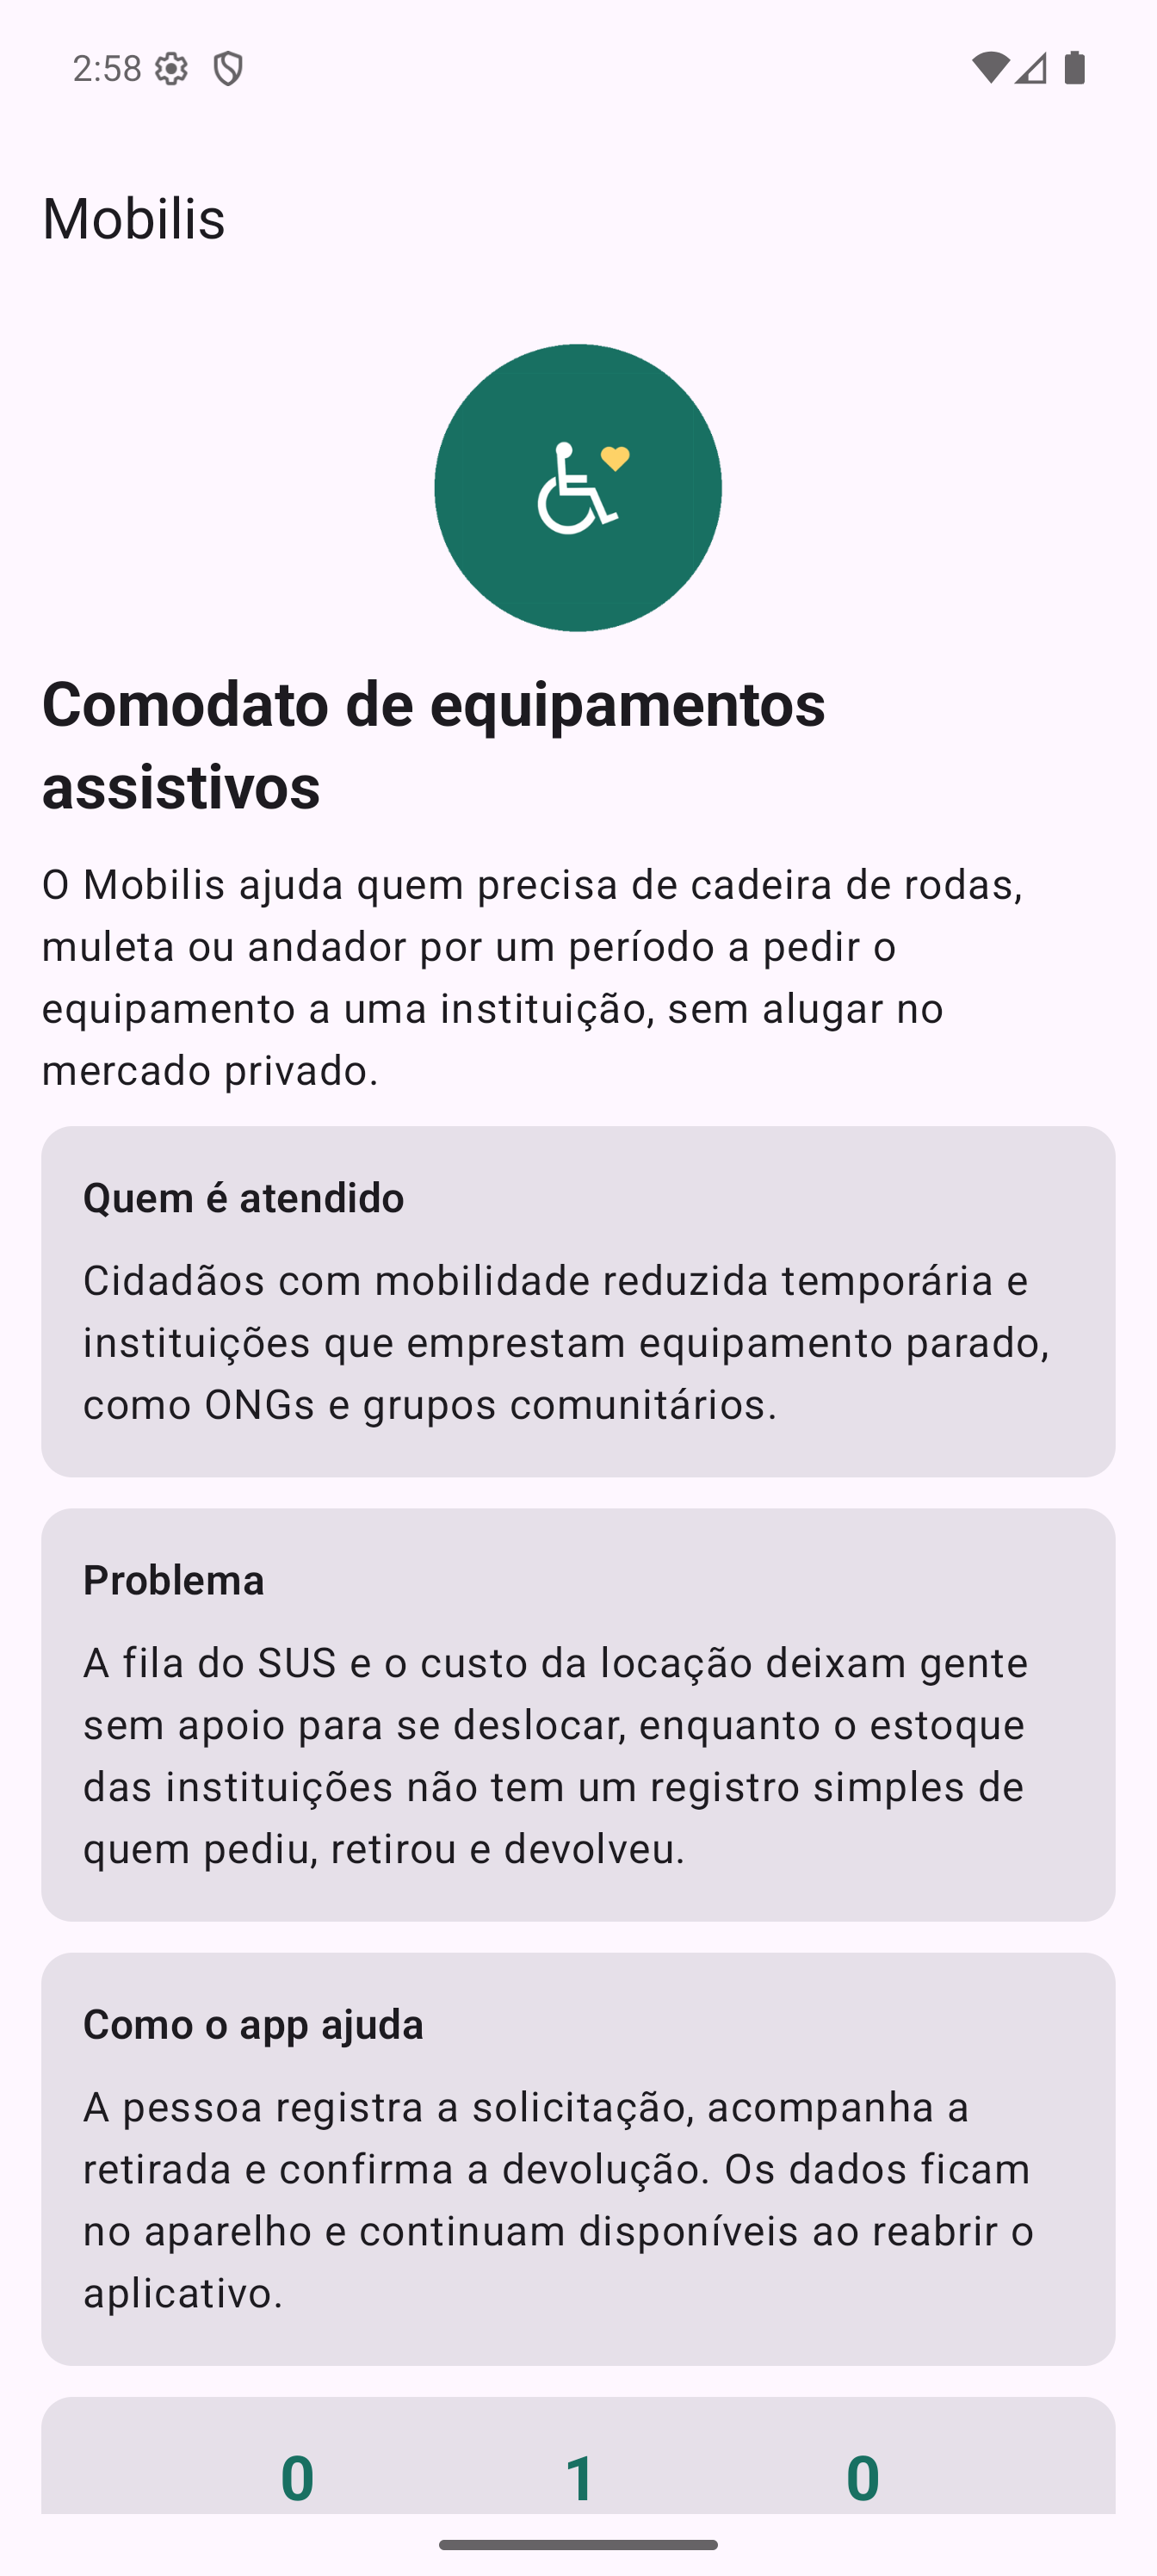 2:58
Mobilis
Comodato de equipamentos
assistivos
O Mobilis ajuda quem precisa de cadeira de rodas,
muleta ou andador por um período a pedir o
equipamento a uma instituição, sem alugar no
mercado privado.
Quem é atendido
Cidadãos com mobilidade reduzida temporária e
instituições que emprestam equipamento parado,
como ONGs e grupos comunitários.
Problema
A fila do SUS e o custo da locação deixam gente
sem apoio para se deslocar, enquanto o estoque
das instituições não tem um registro simples de
quem pediu, retirou e devolveu.
Como o app ajuda
A pessoa registra a solicitação, acompanha a
retirada e confirma a devolução. Os dados ficam
no aparelho e continuam disponíveis ao reabrir o
aplicativo.
0 1 0